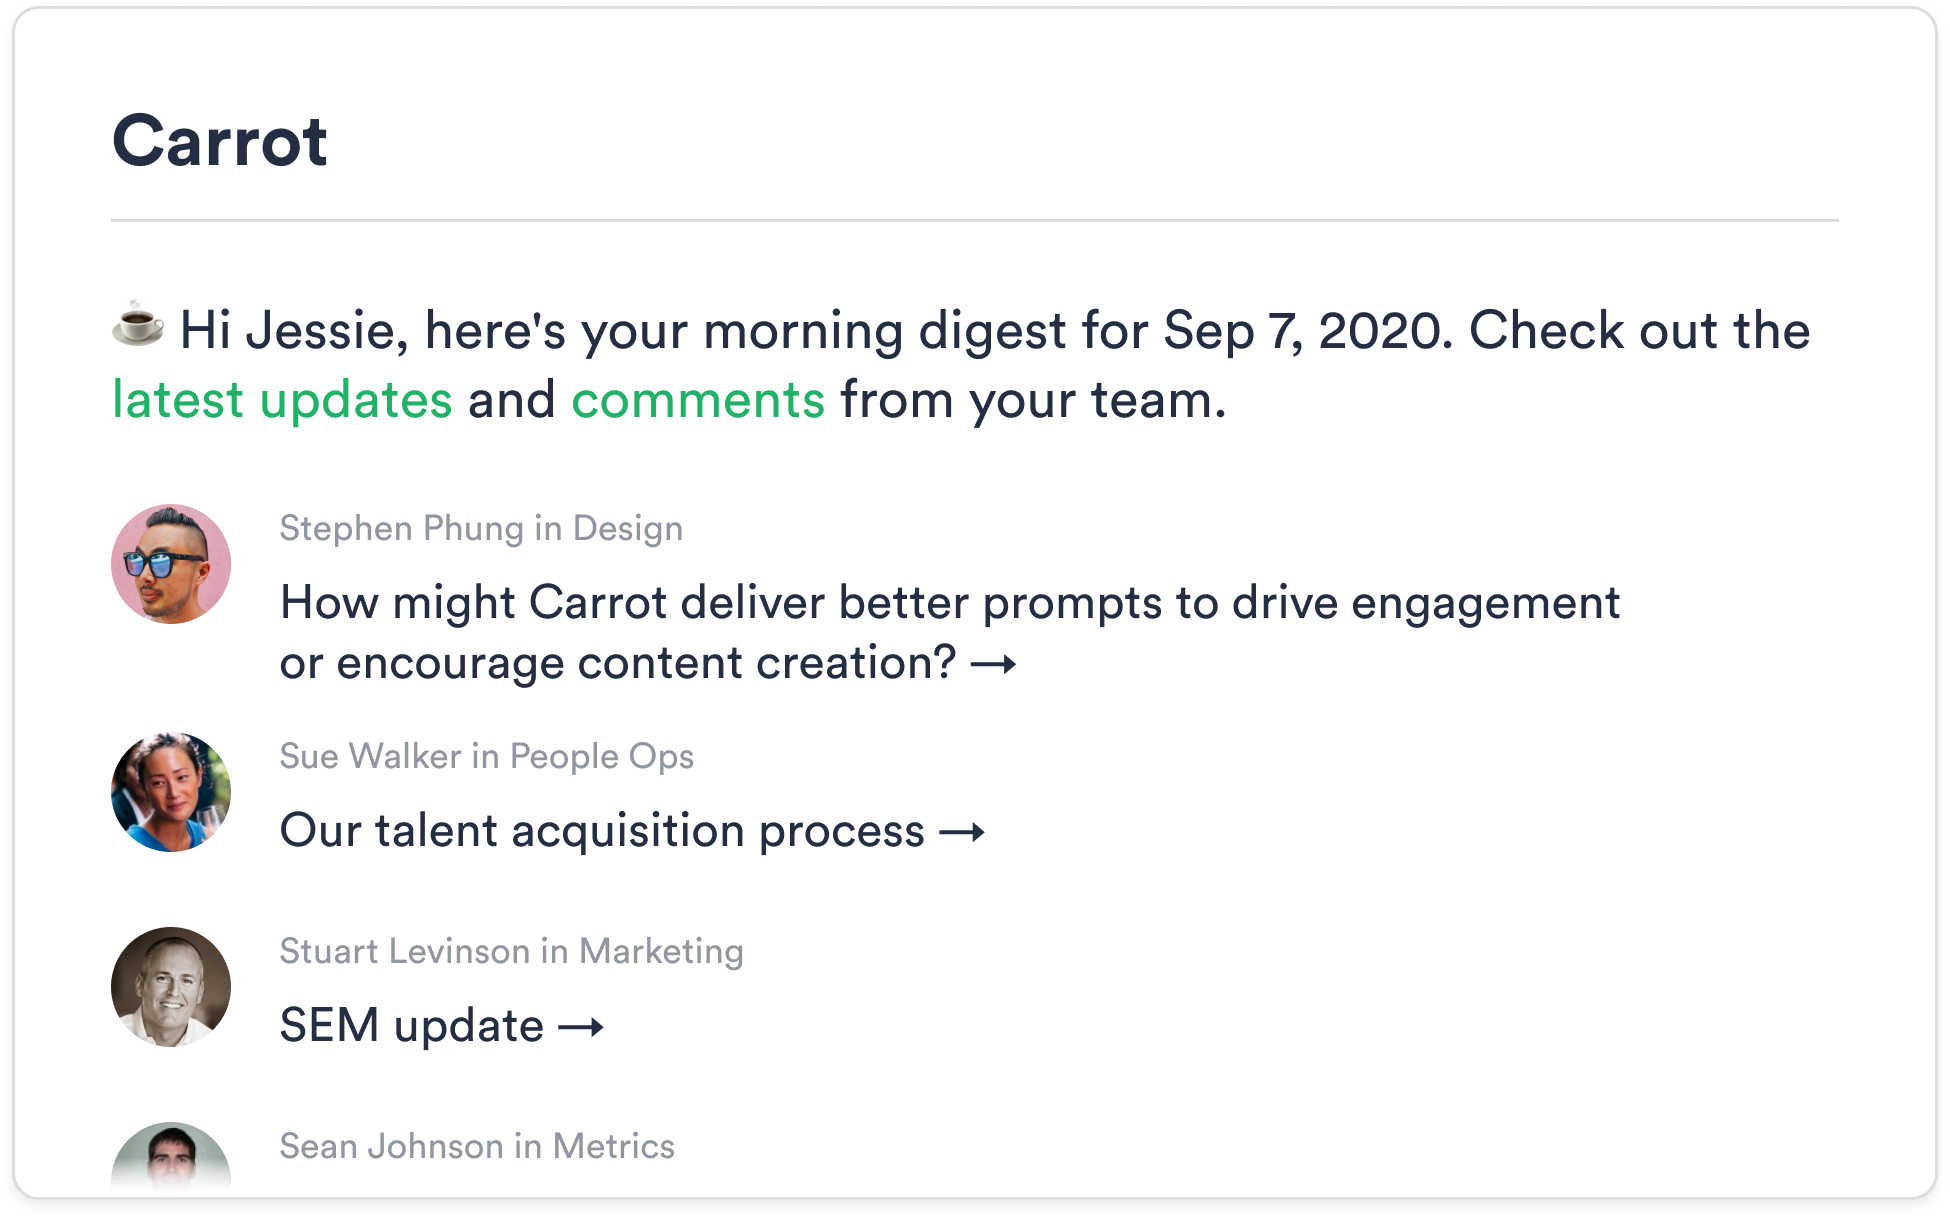 Carrot
☕ Hi Jessie, here's your morning digest for Sep 7, 2020. Check out the
latest updates and comments from your team.
Stephen Phung in Design
How might Carrot deliver better prompts to drive engagement
or encourage content creation? →
Sue Walker in People Ops
Our talent acquisition process →
Stuart Levinson in Marketing
SEM update →
Sean Johnson in Metrics